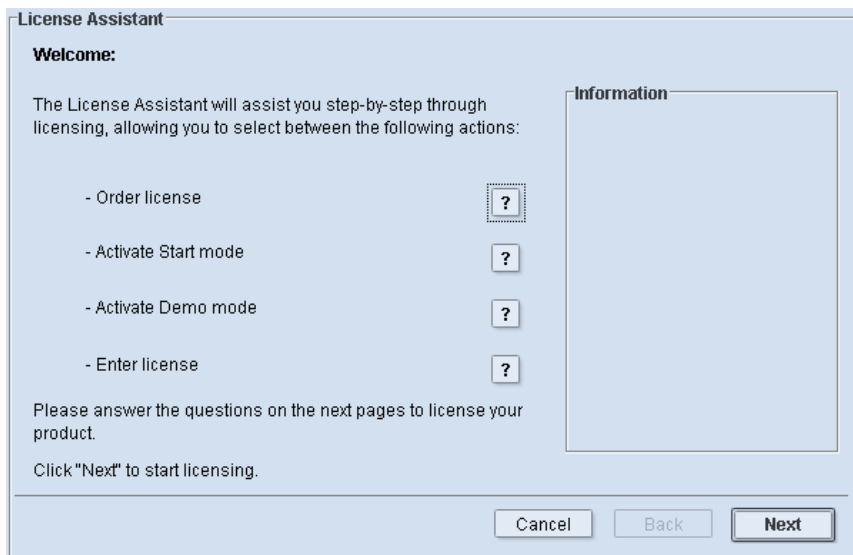 License Assistant
Welcome:
The License Assistant will assist you step-by-step through
licensing, allowing you to select between the following actions:
Information
- Order license
?
- Activate Start mode
?
- Activate Demo mode
?
- Enter license
?
Please answer the questions on the next pages to license your
product.
Click "Next" to start licensing.
Cancel
Back
Next